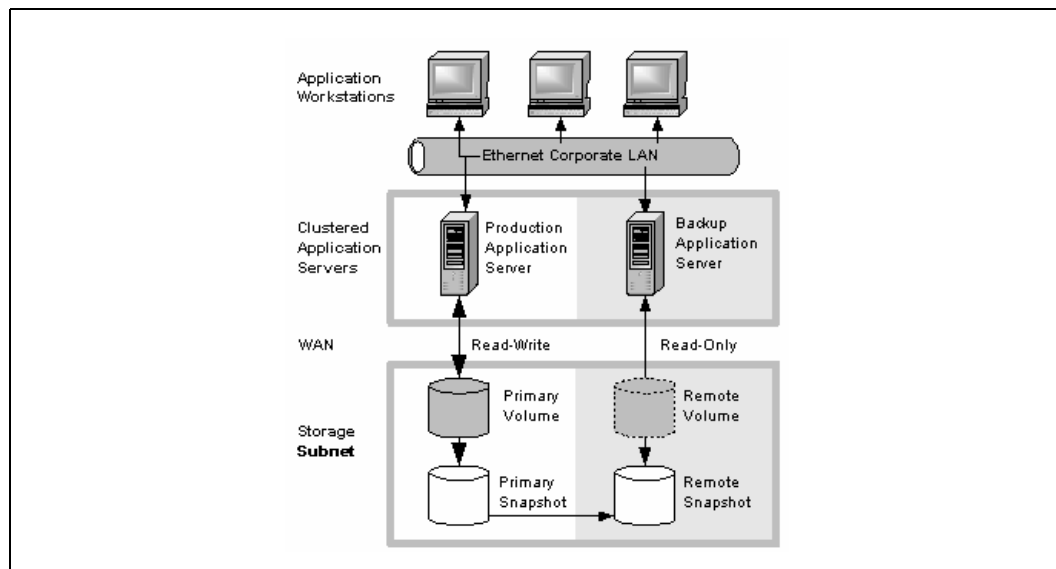 Application
Workstations
Ethernet Corporate LAN
Clustered
Application
Servers
Production
Application
Server
Backup
Application
Server
WAN
Read-Write
Read-Only
Primary
Volume
Remote
Volume
Storage
Subnet
Primary
Snapshot
Remote
Snapshot